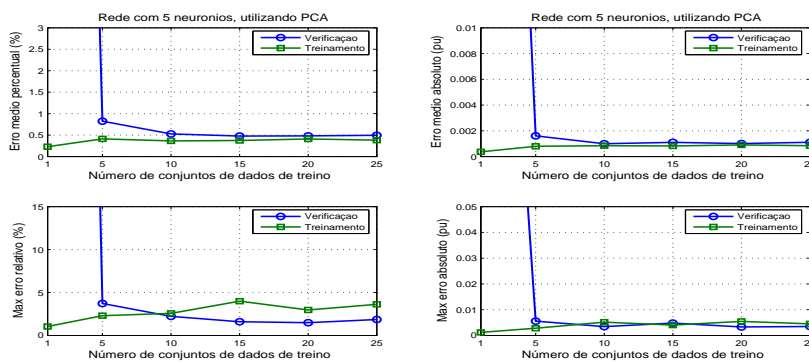 Rede com 5 neuronios, utilizando PCA
Erro medio percentual (%)
3
2.5
2
1.5
1
0.5
0
Verificaçao
Treinamento
1 5 10 15 20 25
Número de conjuntos de dados de treino
Rede com 5 neuronios, utilizando PCA
Erro medio absoluto (pu)
0.01
0.008
0.006
0.004
0.002
0
Verificaçao
Treinamento
1 5 10 15 20 25
Número de conjuntos de dados de treino
Max erro relativo (%)
15
10
5
0
Verificaçao
Treinamento
1 5 10 15 20 25
Número de conjuntos de dados de treino
Max erro absoluto (pu)
0.05
0.04
0.03
0.02
0.01
0
Verificaçao
Treinamento
1 5 10 15 20 25
Número de conjuntos de dados de treino